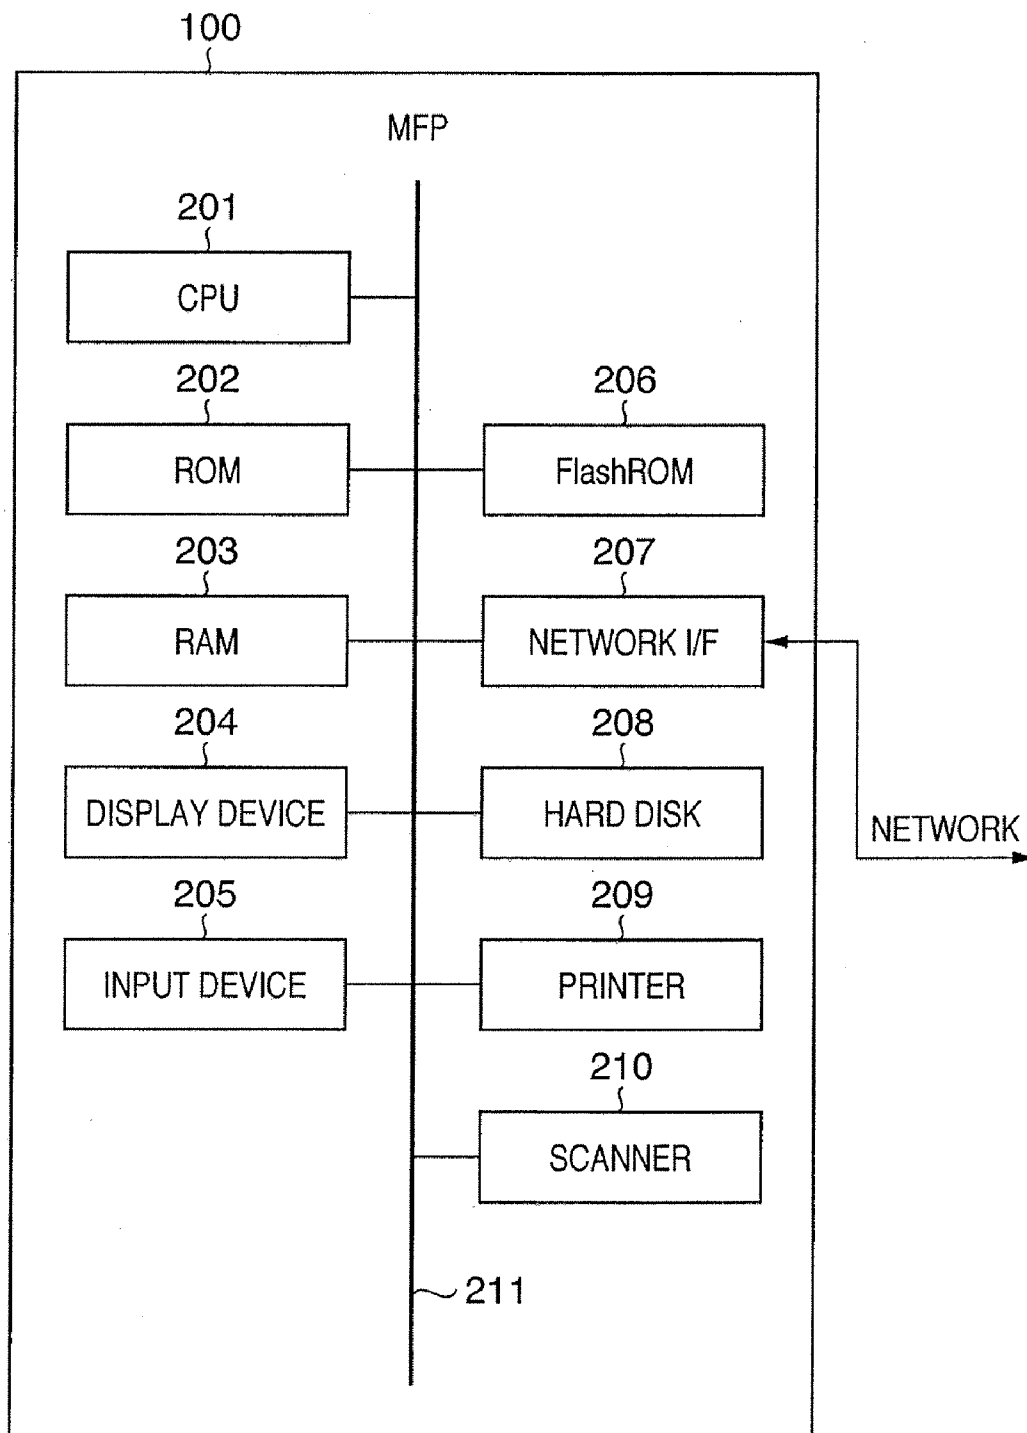 100
MFP
201
CPU
202
ROM
206
FlashROM
203
RAM
207
NETWORK I/F
204
DISPLAY DEVICE
208
HARD DISK
NETWORK
205
INPUT DEVICE
209
PRINTER
210
SCANNER
211